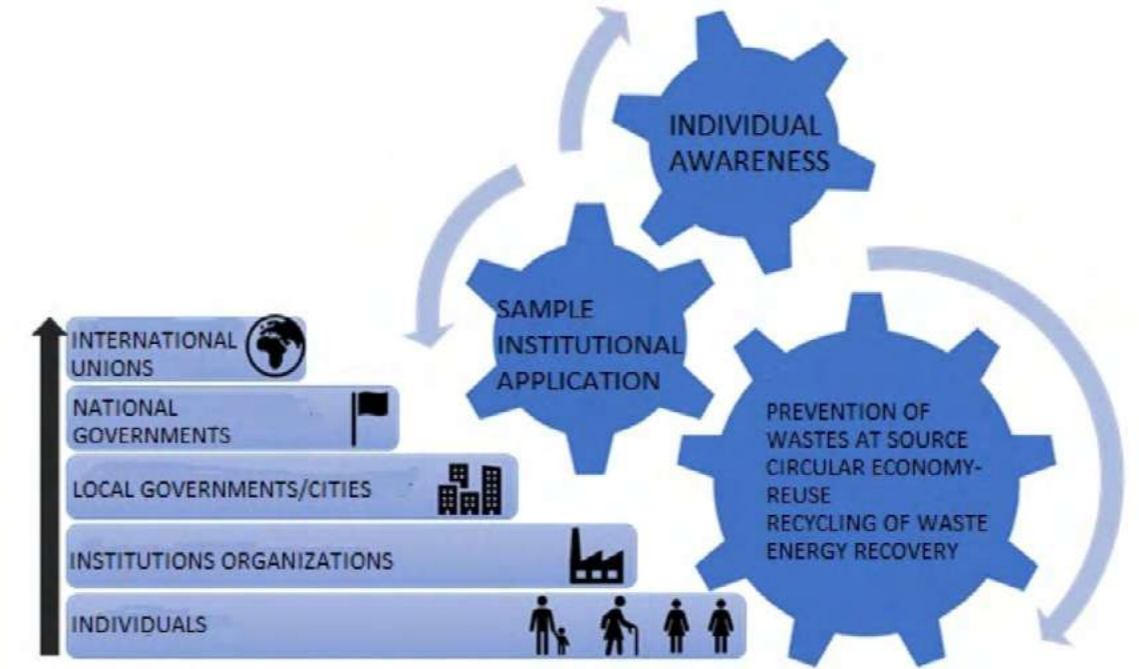 INDIVIDUAL
AWARENESS
SAMPLE
INSTITUTIONAL
APPLICATION
PREVENTION OF
WASTES AT SOURCE
CIRCULAR ECONOMY-
REUSE
RECYCLING OF WASTE
ENERGY RECOVERY
INTERNATIONAL
UNIONS
NATIONAL
GOVERNMENTS
LOCAL GOVERNMENTS/CITIES
INSTITUTIONS ORGANIZATIONS
INDIVIDUALS